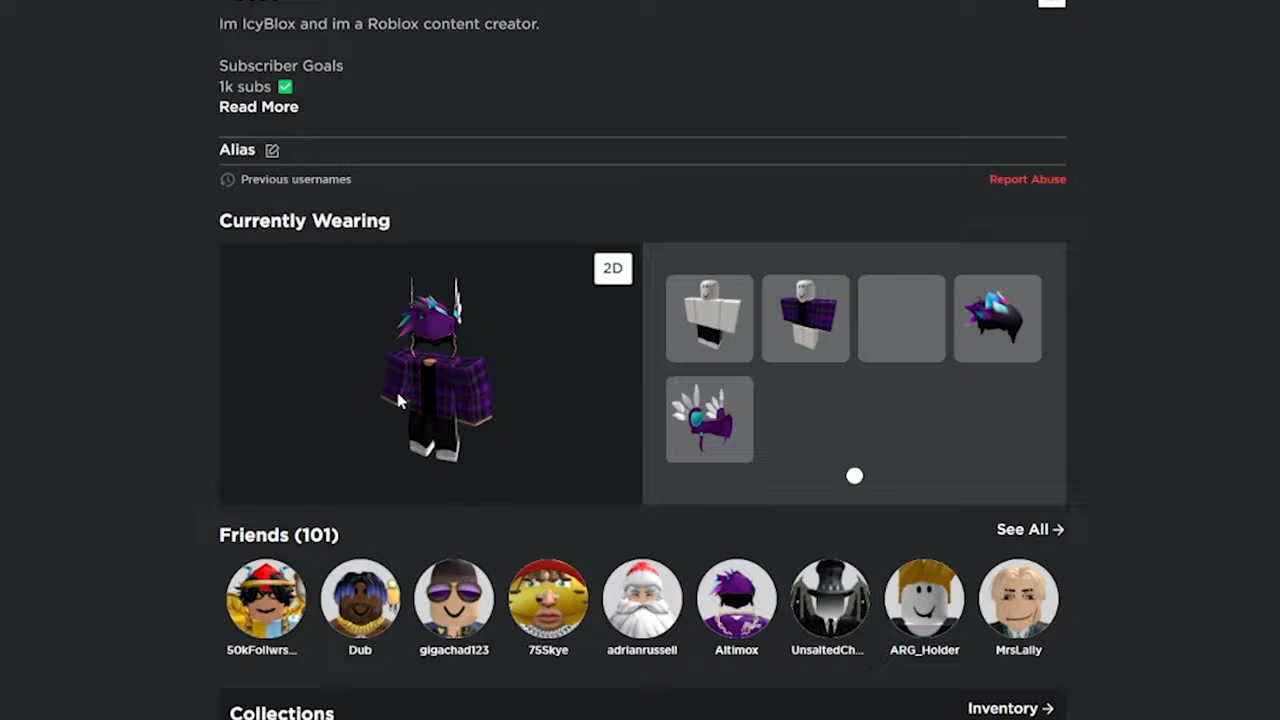 Im IcyBlox and im a Roblox content creator.
Subscriber Goals
1k subs ✅
Read More
Alias
Previous usernames
Report Abuse
Currently Wearing
2D
Friends (101)
See All →
50kFollwrs...
Dub
gigachad123
75Skye
adrianrussell
Altimox
UnsaltedCh...
ARG_Holder
MrsLally
Collections
Inventory →